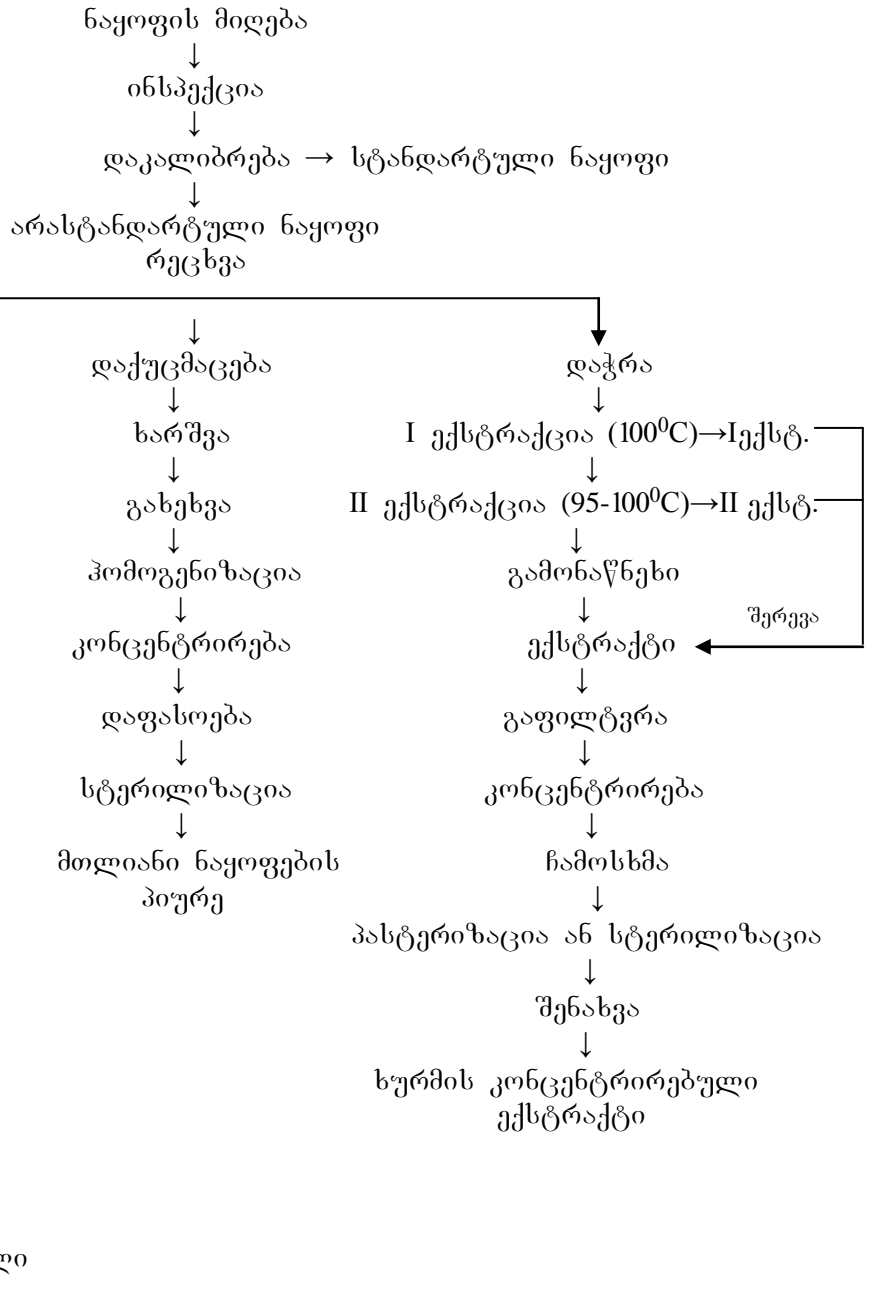 ნაყოფის მიღება
↓
ინსპექცია
↓
დაკალიბრება → სტანდარტული ნაყოფი
↓
არასტანდარტული ნაყოფი
რეცხვა
↓
დაქუცმაცება
↓
ხარშვა
↓
გახეხვა
↓
ჰომოგენიზაცია
↓
კონცენტრირება
↓
დაფასოება
↓
სტერილიზაცია
↓
მთლიანი ნაყოფების
პიურე
დაჭრა
↓
I ექსტრაქცია (100⁰C)→Iექსტ.
↓
II ექსტრაქცია (95-100⁰C)→II ექსტ.
↓
გამონაწნეხი
↓
შერევა
ექსტრაქტი
↓
გაფილტვრა
↓
კონცენტრირება
↓
ჩამოსხმა
↓
პასტერიზაცია ან სტერილიზაცია
↓
შენახვა
↓
ხურმის კონცენტრირებული
ექსტრაქტი